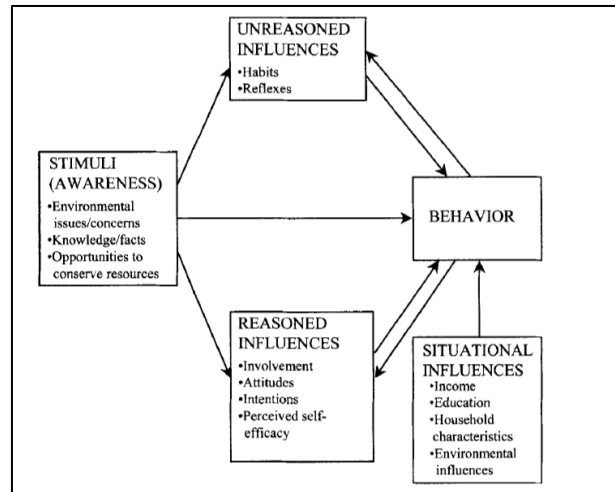 UNREASONED
INFLUENCES
•Habits
•Reflexes
STIMULI
(AWARENESS)
•Environmental
issues/concerns
•Knowledge/facts
•Opportunities to
conserve resources
BEHAVIOR
REASONED
INFLUENCES
•Involvement
•Attitudes
•Intentions
•Perceived self-
efficacy
SITUATIONAL
INFLUENCES
•Income
•Education
•Household
characteristics
•Environmental
influences